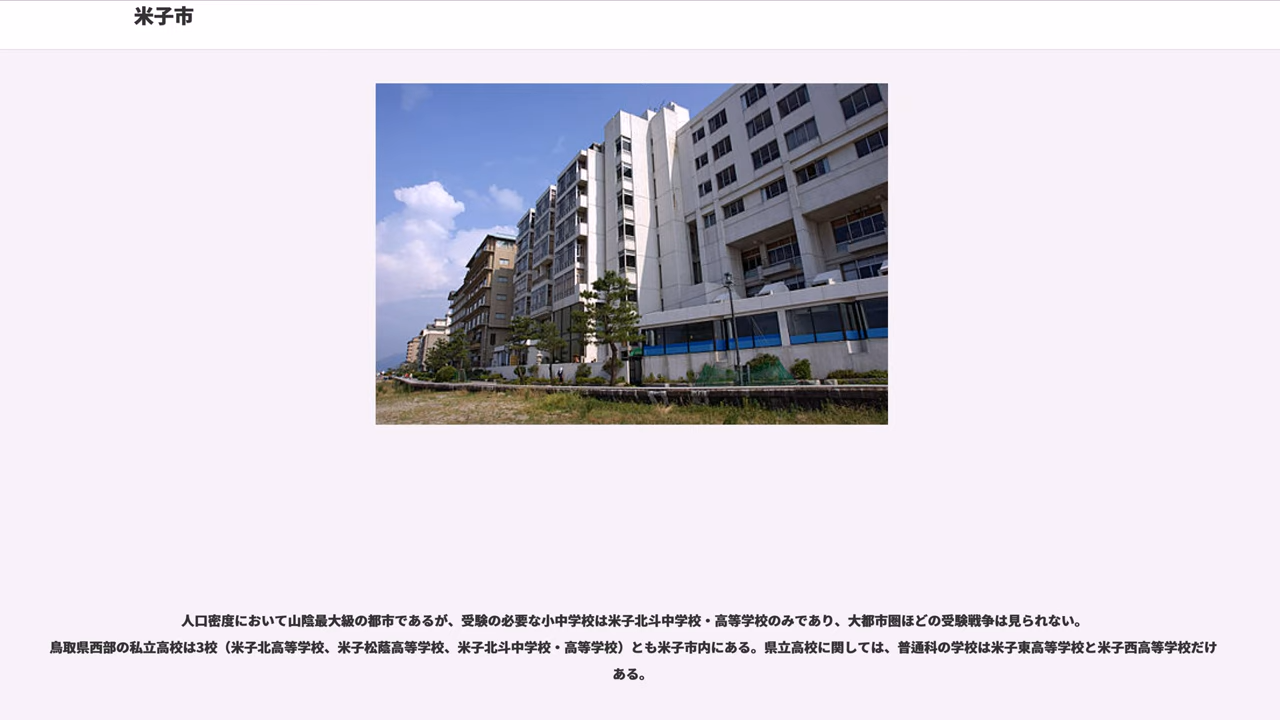 米子市
人口密度において山陰最大級の都市であるが、受験の必要な小中学校は米子北斗中学校・高等学校のみであり、大都市圏ほどの受験戦争は見られない。
鳥取県西部の私立高校は3校（米子北高等学校、米子松蔭高等学校、米子北斗中学校・高等学校）とも米子市内にある。県立高校に関しては、普通科の学校は米子東高等学校と米子西高等学校だけ
ある。